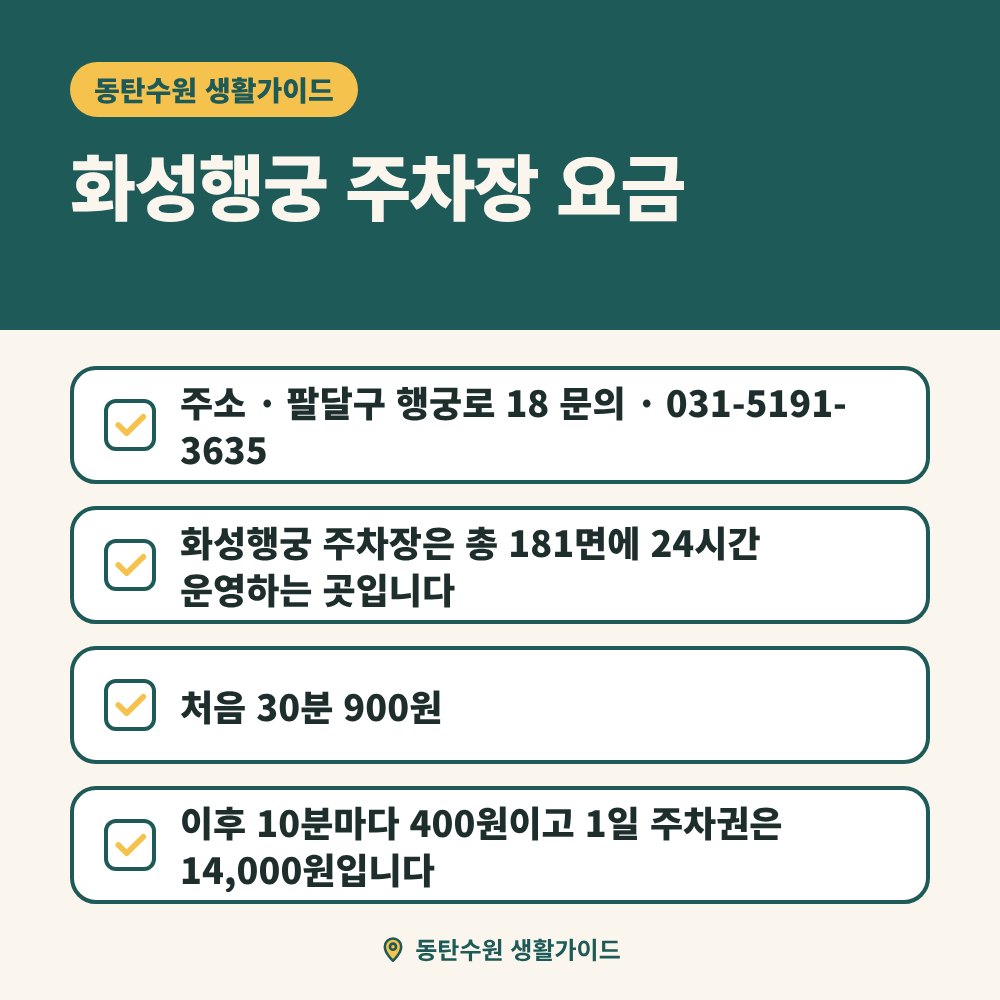 동탄수원 생활가이드
화성행궁 주차장 요금
주소 · 팔달구 행궁로 18 문의 · 031-5191-
3635
화성행궁 주차장은 총 181면에 24시간
운영하는 곳입니다
처음 30분 900원
이후 10분마다 400원이고 1일 주차권은
14,000원입니다
동탄수원 생활가이드